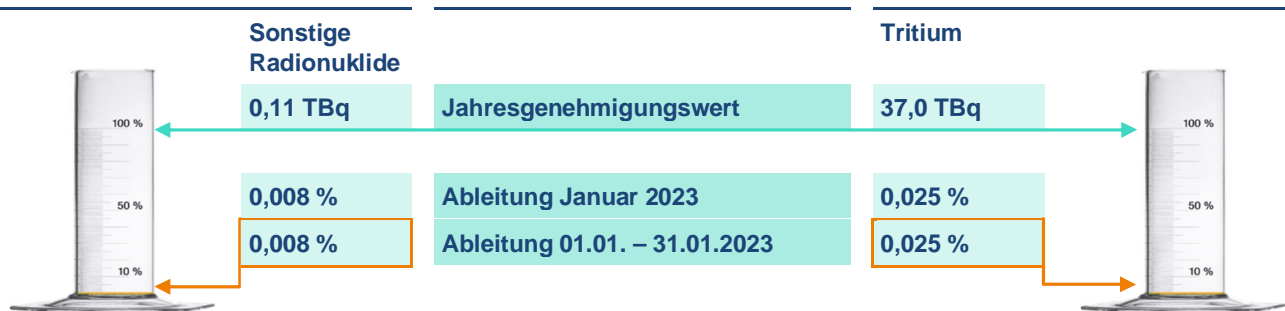 Sonstige
Radionuklide
Tritium
0,11 TBq Jahresgenehmigungswert 37,0 TBq
100 % 100 %
0,008 % Ableitung Januar 2023 0,025 %
50 % 50 %
0,008 % Ableitung 01.01. – 31.01.2023 0,025 %
10 % 10 %